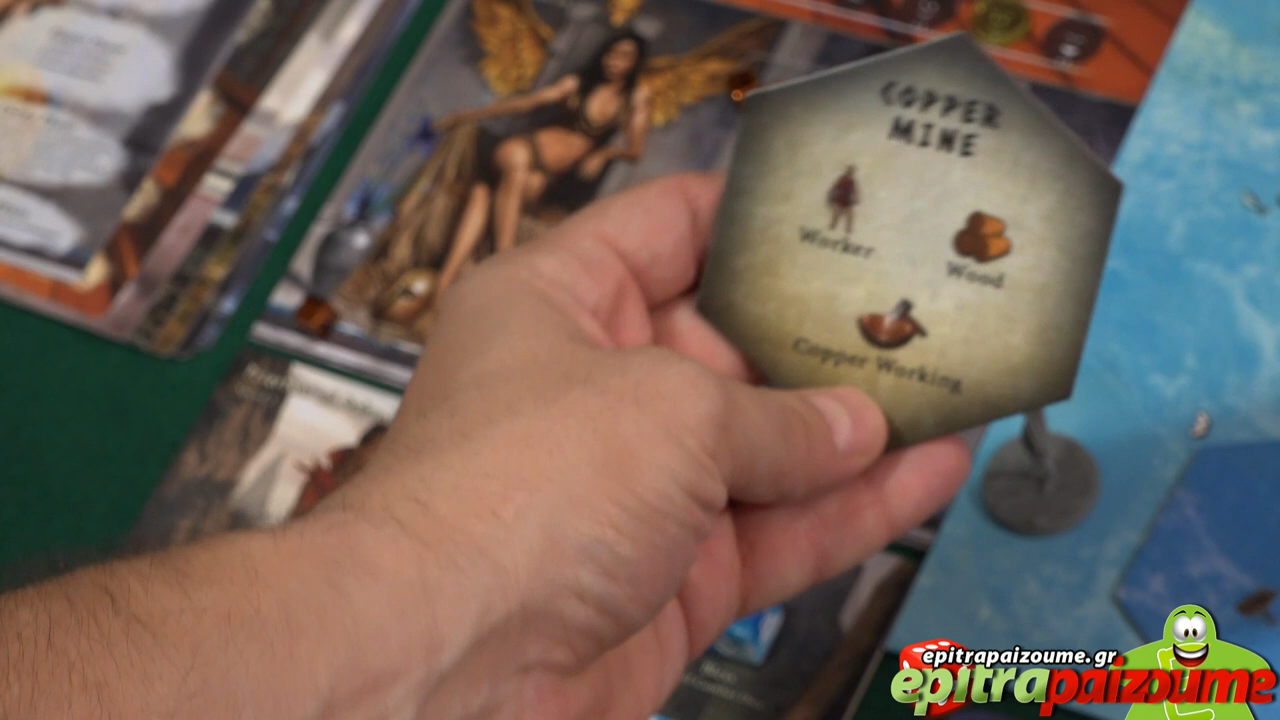 COPPER
MINE
Worker
Wood
Copper Working
epitrapaizoume.gr
epitrapaizoume